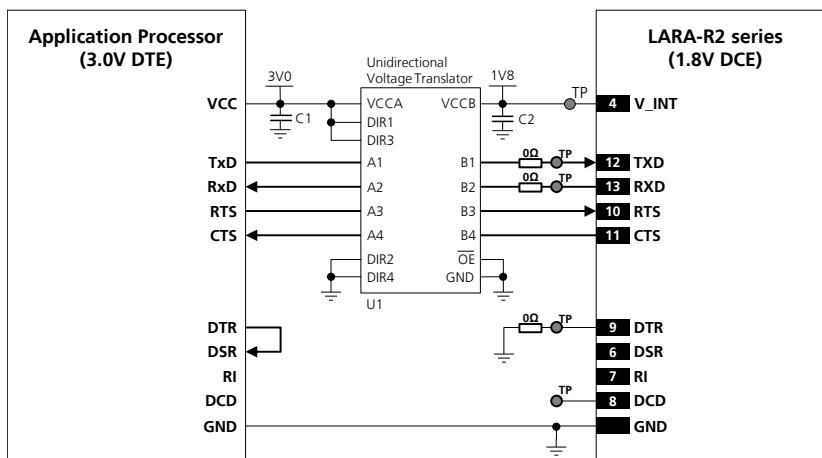 Application Processor
(3.0V DTE)
LARA-R2 series
(1.8V DCE)
Unidirectional
Voltage Translator
3V0
1V8
TP
VCC
C1
VCCA
VCCB
C2
4
V_INT
DIR1
DIR3
0Ω
TP
TxD
A1
B1
12
TXD
0Ω
TP
RxD
A2
B2
13
RXD
RTS
A3
B3
10
RTS
CTS
A4
B4
11
CTS
DIR2
OE
DIR4
GND
U1
0Ω
TP
DTR
9
DTR
DSR
6
DSR
RI
7
RI
TP
DCD
8
DCD
GND
GND